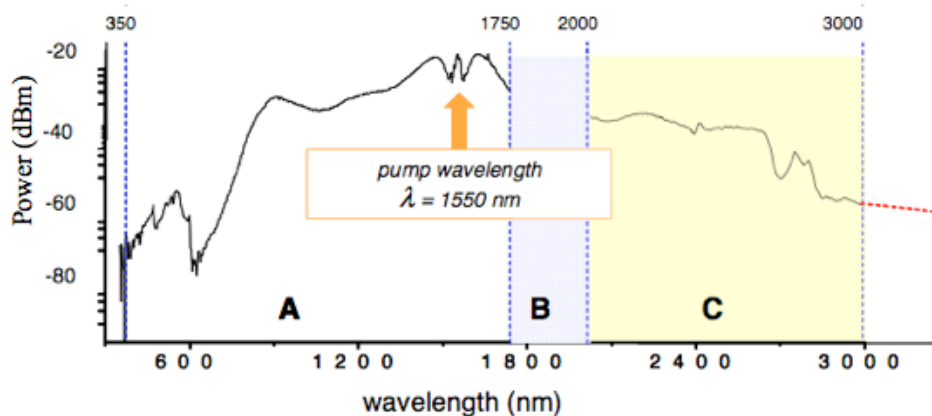 350
1750
2000
3000
-20
-40
-60
-80
Power (dBm)
pump wavelength
λ = 1550 nm
A
B
C
600
1200
1800
2400
3000
wavelength (nm)